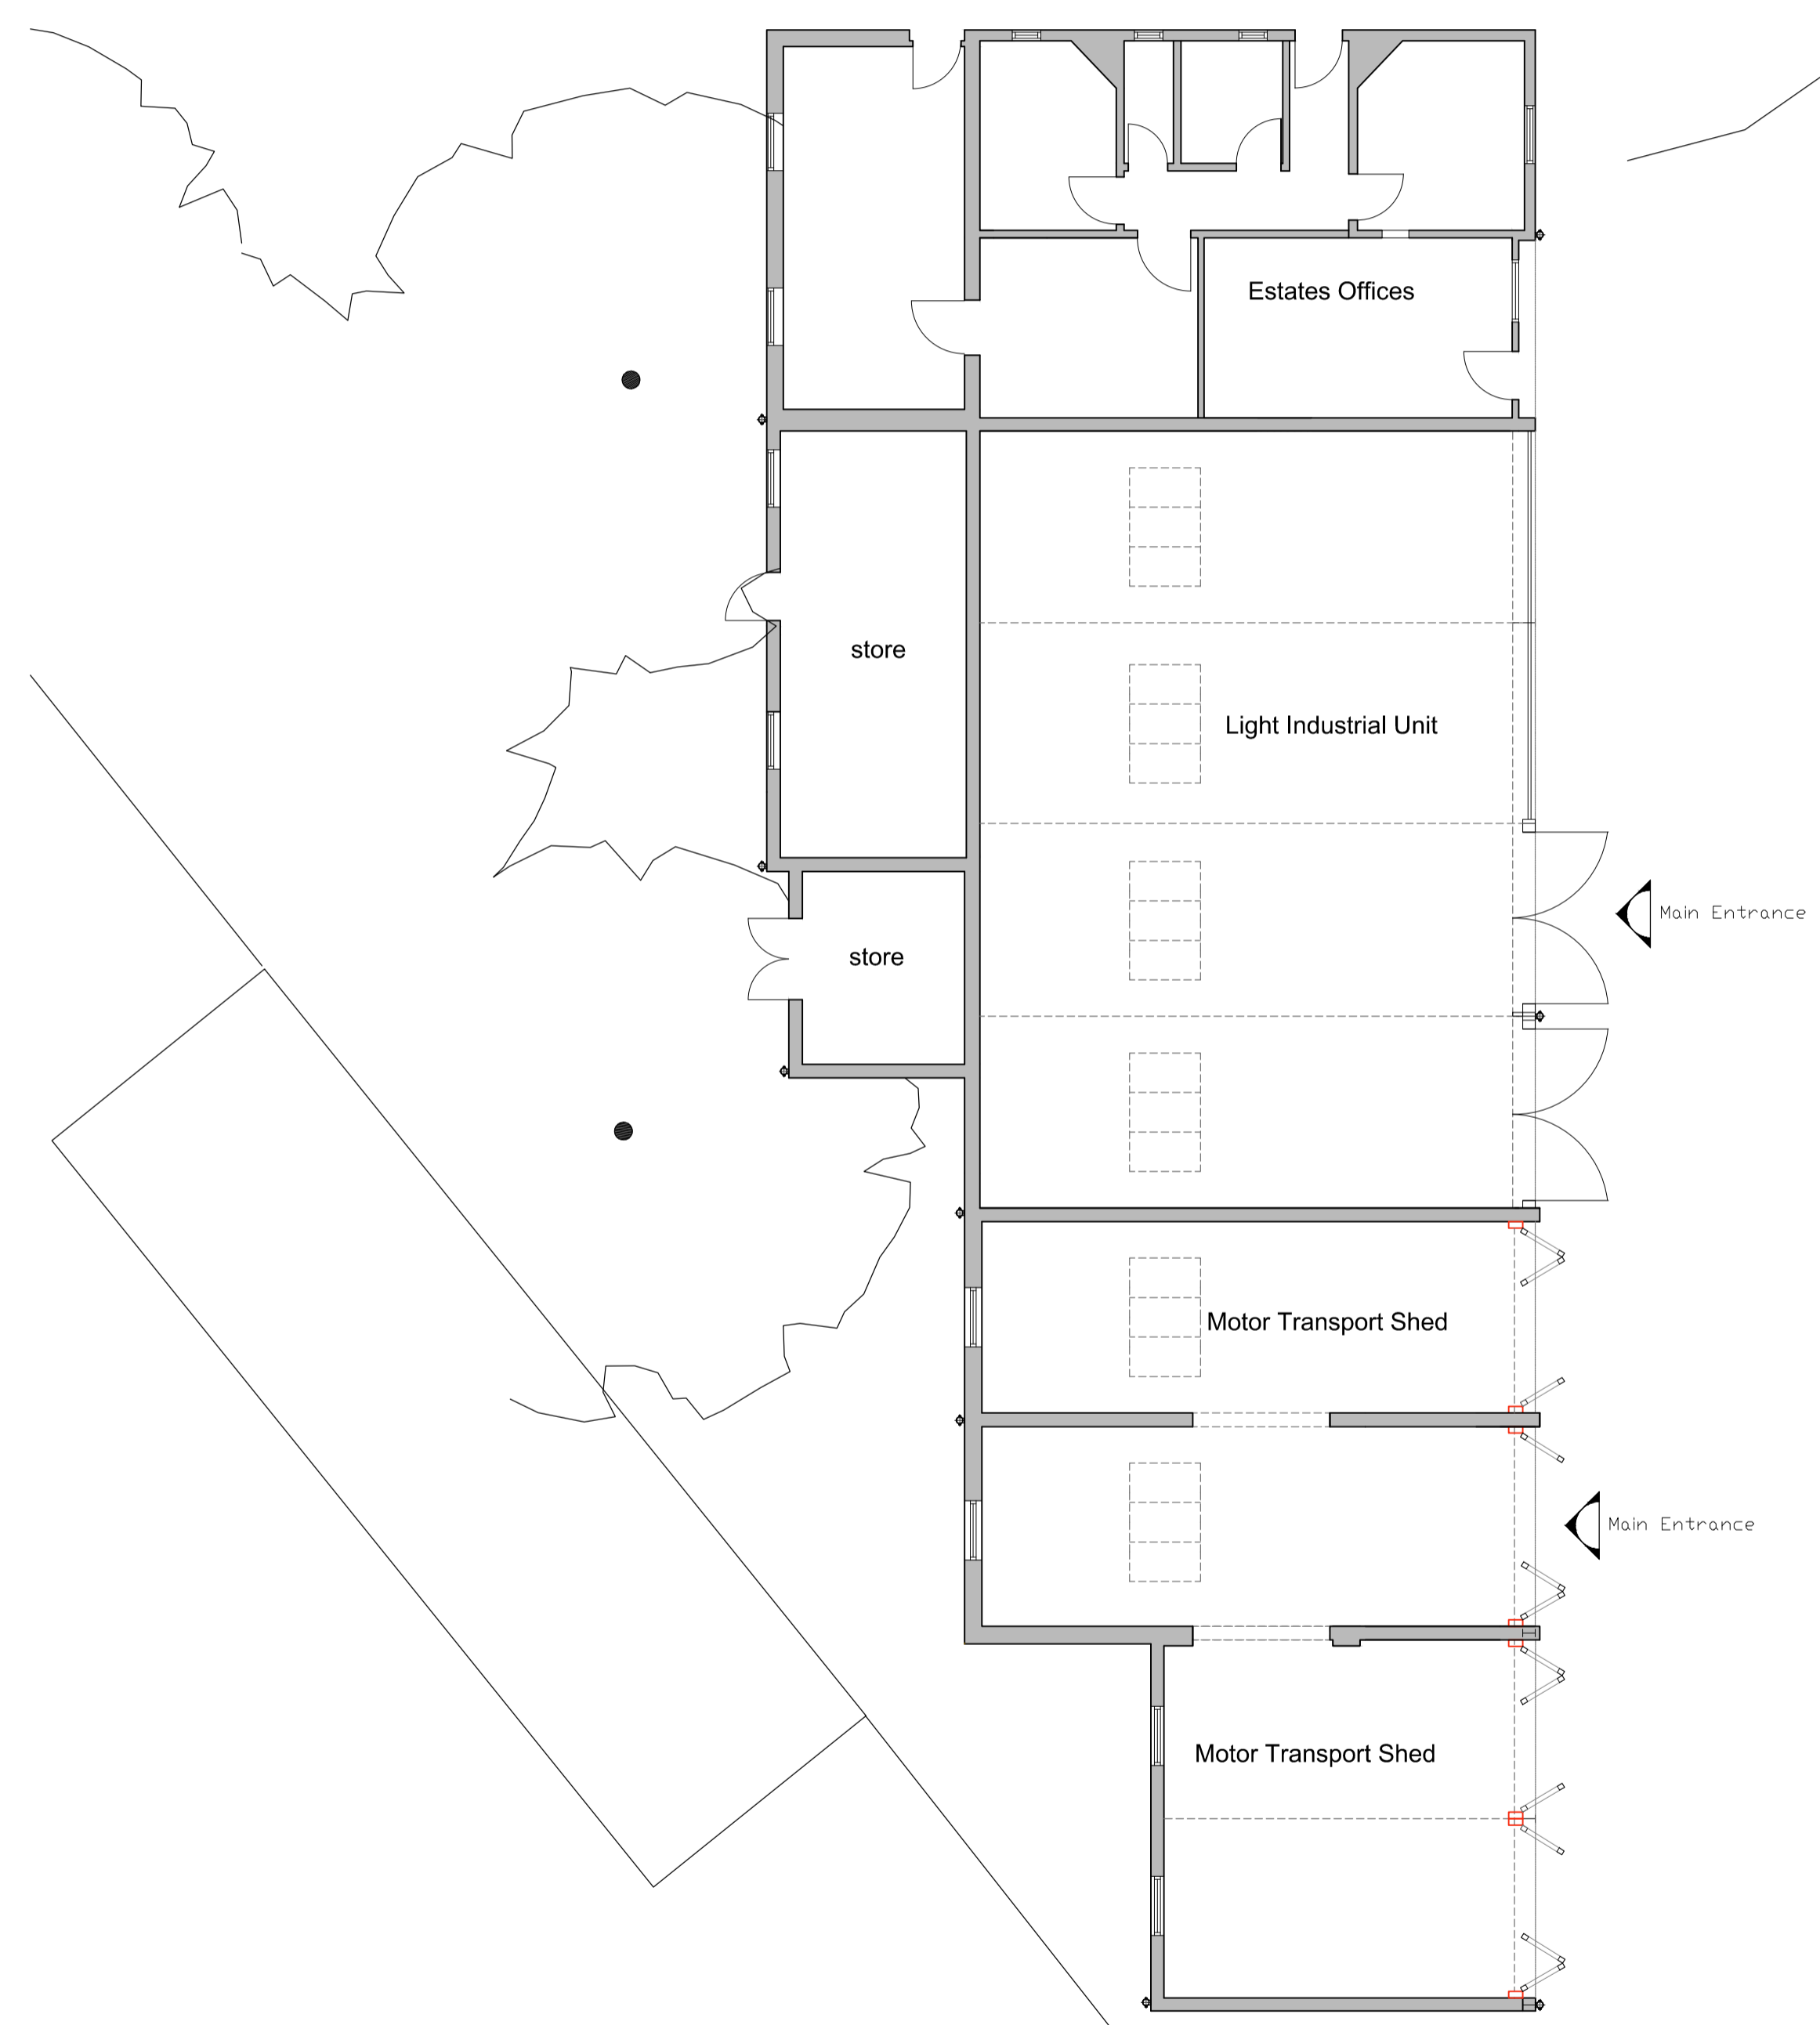 Estates Offices
store
Light Industrial Unit
Main Entrance
store
Motor Transport Shed
Main Entrance
Motor Transport Shed